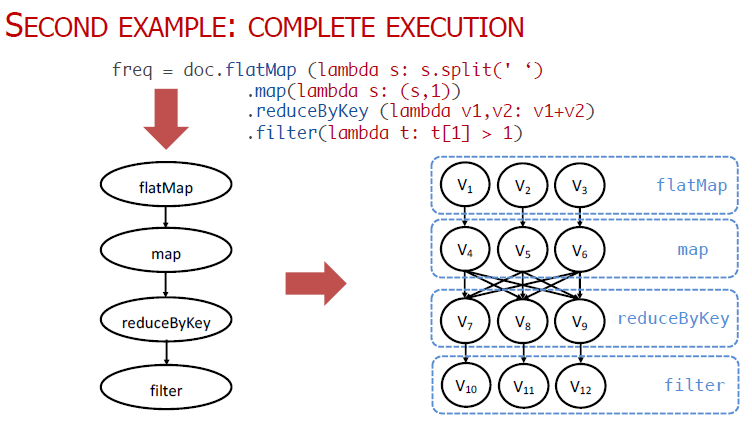 SECOND EXAMPLE: COMPLETE EXECUTION
freq = doc.flatMap (lambda s: s.split(' ‘)
.map(lambda s: (s,1))
.reduceByKey (lambda v1,v2: v1+v2)
.filter(lambda t: t[1] > 1)
flatMap
map
reduceByKey
filter
V1 V2 V3 flatMap
V4 V5 V6 map
V7 V8 V9 reduceByKey
V10 V11 V12 filter